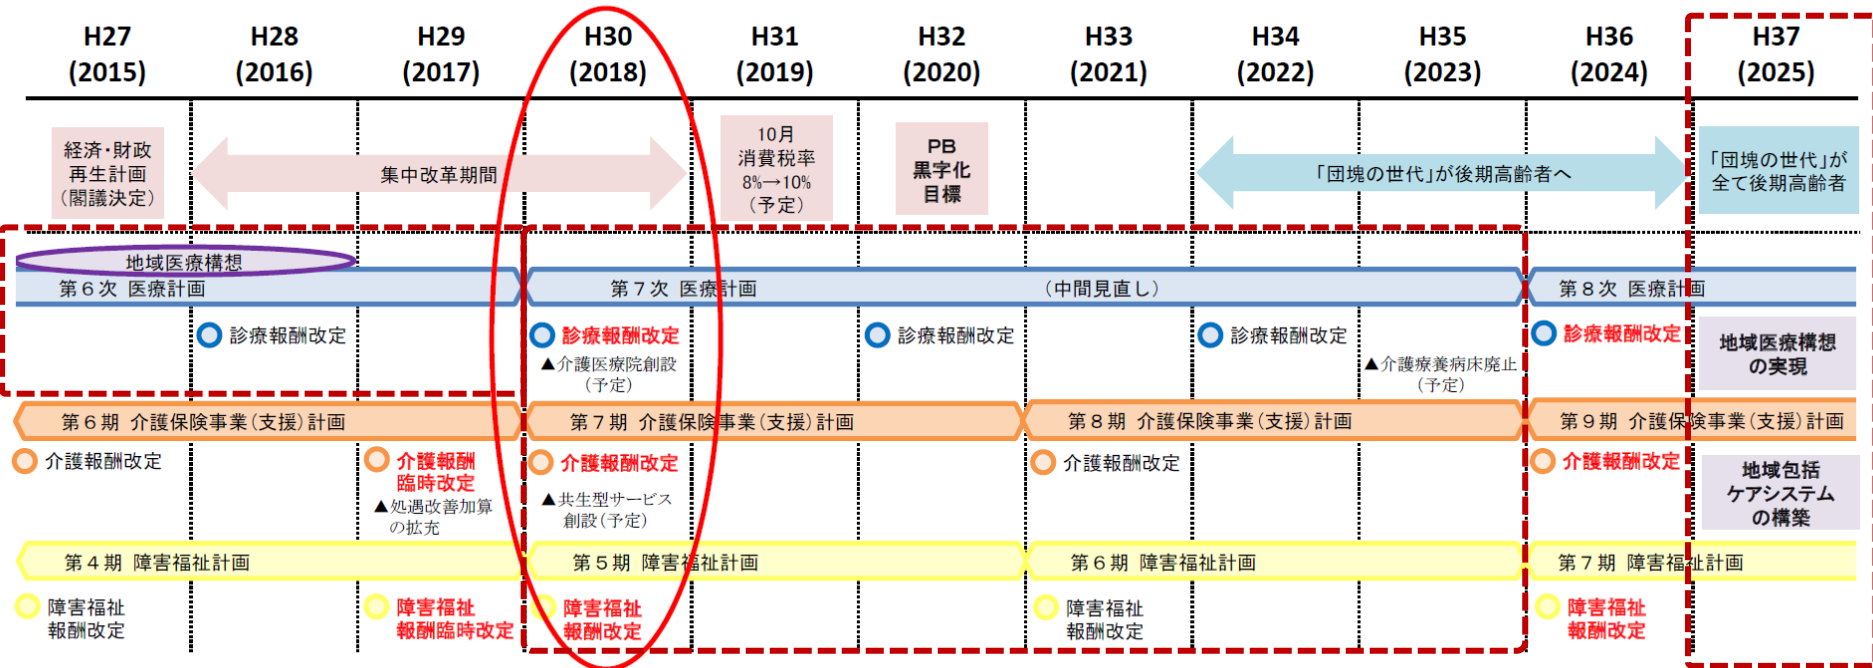 H27 H28 H29 H30 H31 H32 H33 H34 H35 H36 H37
(2015) (2016) (2017) (2018) (2019) (2020) (2021) (2022) (2023) (2024) (2025)
経済・財政
再生計画
(閣議決定)
集中改革期間
10月
消費税率
8%→10%
(予定)
PB
黒字化
目標
「団塊の世代」が後期高齢者へ
「団塊の世代」が
全て後期高齢者
地域医療構想
第6次 医療計画
第7次 医療計画
(中間見直し)
第8次 医療計画
診療報酬改定
診療報酬改定
▲介護医療院創設
(予定)
診療報酬改定
診療報酬改定
▲介護療養病床廃止
(予定)
診療報酬改定
地域医療構想
の実現
第6期 介護保険事業(支援)計画
第7期 介護保険事業(支援)計画
第8期 介護保険事業(支援)計画
第9期 介護保険事業(支援)計画
介護報酬改定
介護報酬
臨時改定
▲処遇改善加算
の拡充
介護報酬改定
▲共生型サービス
創設(予定)
介護報酬改定
介護報酬改定
地域包括
ケアシステム
の構築
第4期 障害福祉計画
第5期 障害福祉計画
第6期 障害福祉計画
第7期 障害福祉計画
障害福祉
報酬改定
障害福祉
報酬臨時改定
障害福祉
報酬改定
障害福祉
報酬改定
障害福祉
報酬改定